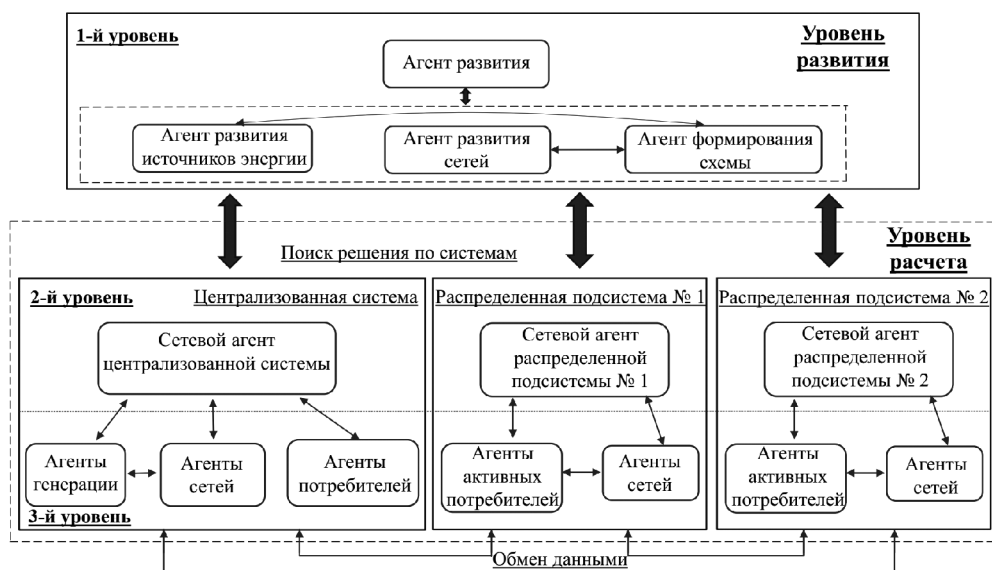 1-й уровень
Уровень
развития
Агент развития
Агент развития
источников энергии
Агент развития
сетей
Агент формирования
схемы
Поиск решения по системам
Уровень
расчета
2-й уровень
Централизованная система
Сетевой агент
централизованной системы
Агенты
генерации
Агенты
сетей
Агенты
потребителей
3-й уровень
Распределенная подсистема № 1
Сетевой агент
распределенной
подсистемы № 1
Агенты
активных
потребителей
Агенты
сетей
Распределенная подсистема № 2
Сетевой агент
распределенной
подсистемы № 2
Агенты
активных
потребителей
Агенты
сетей
Обмен данными